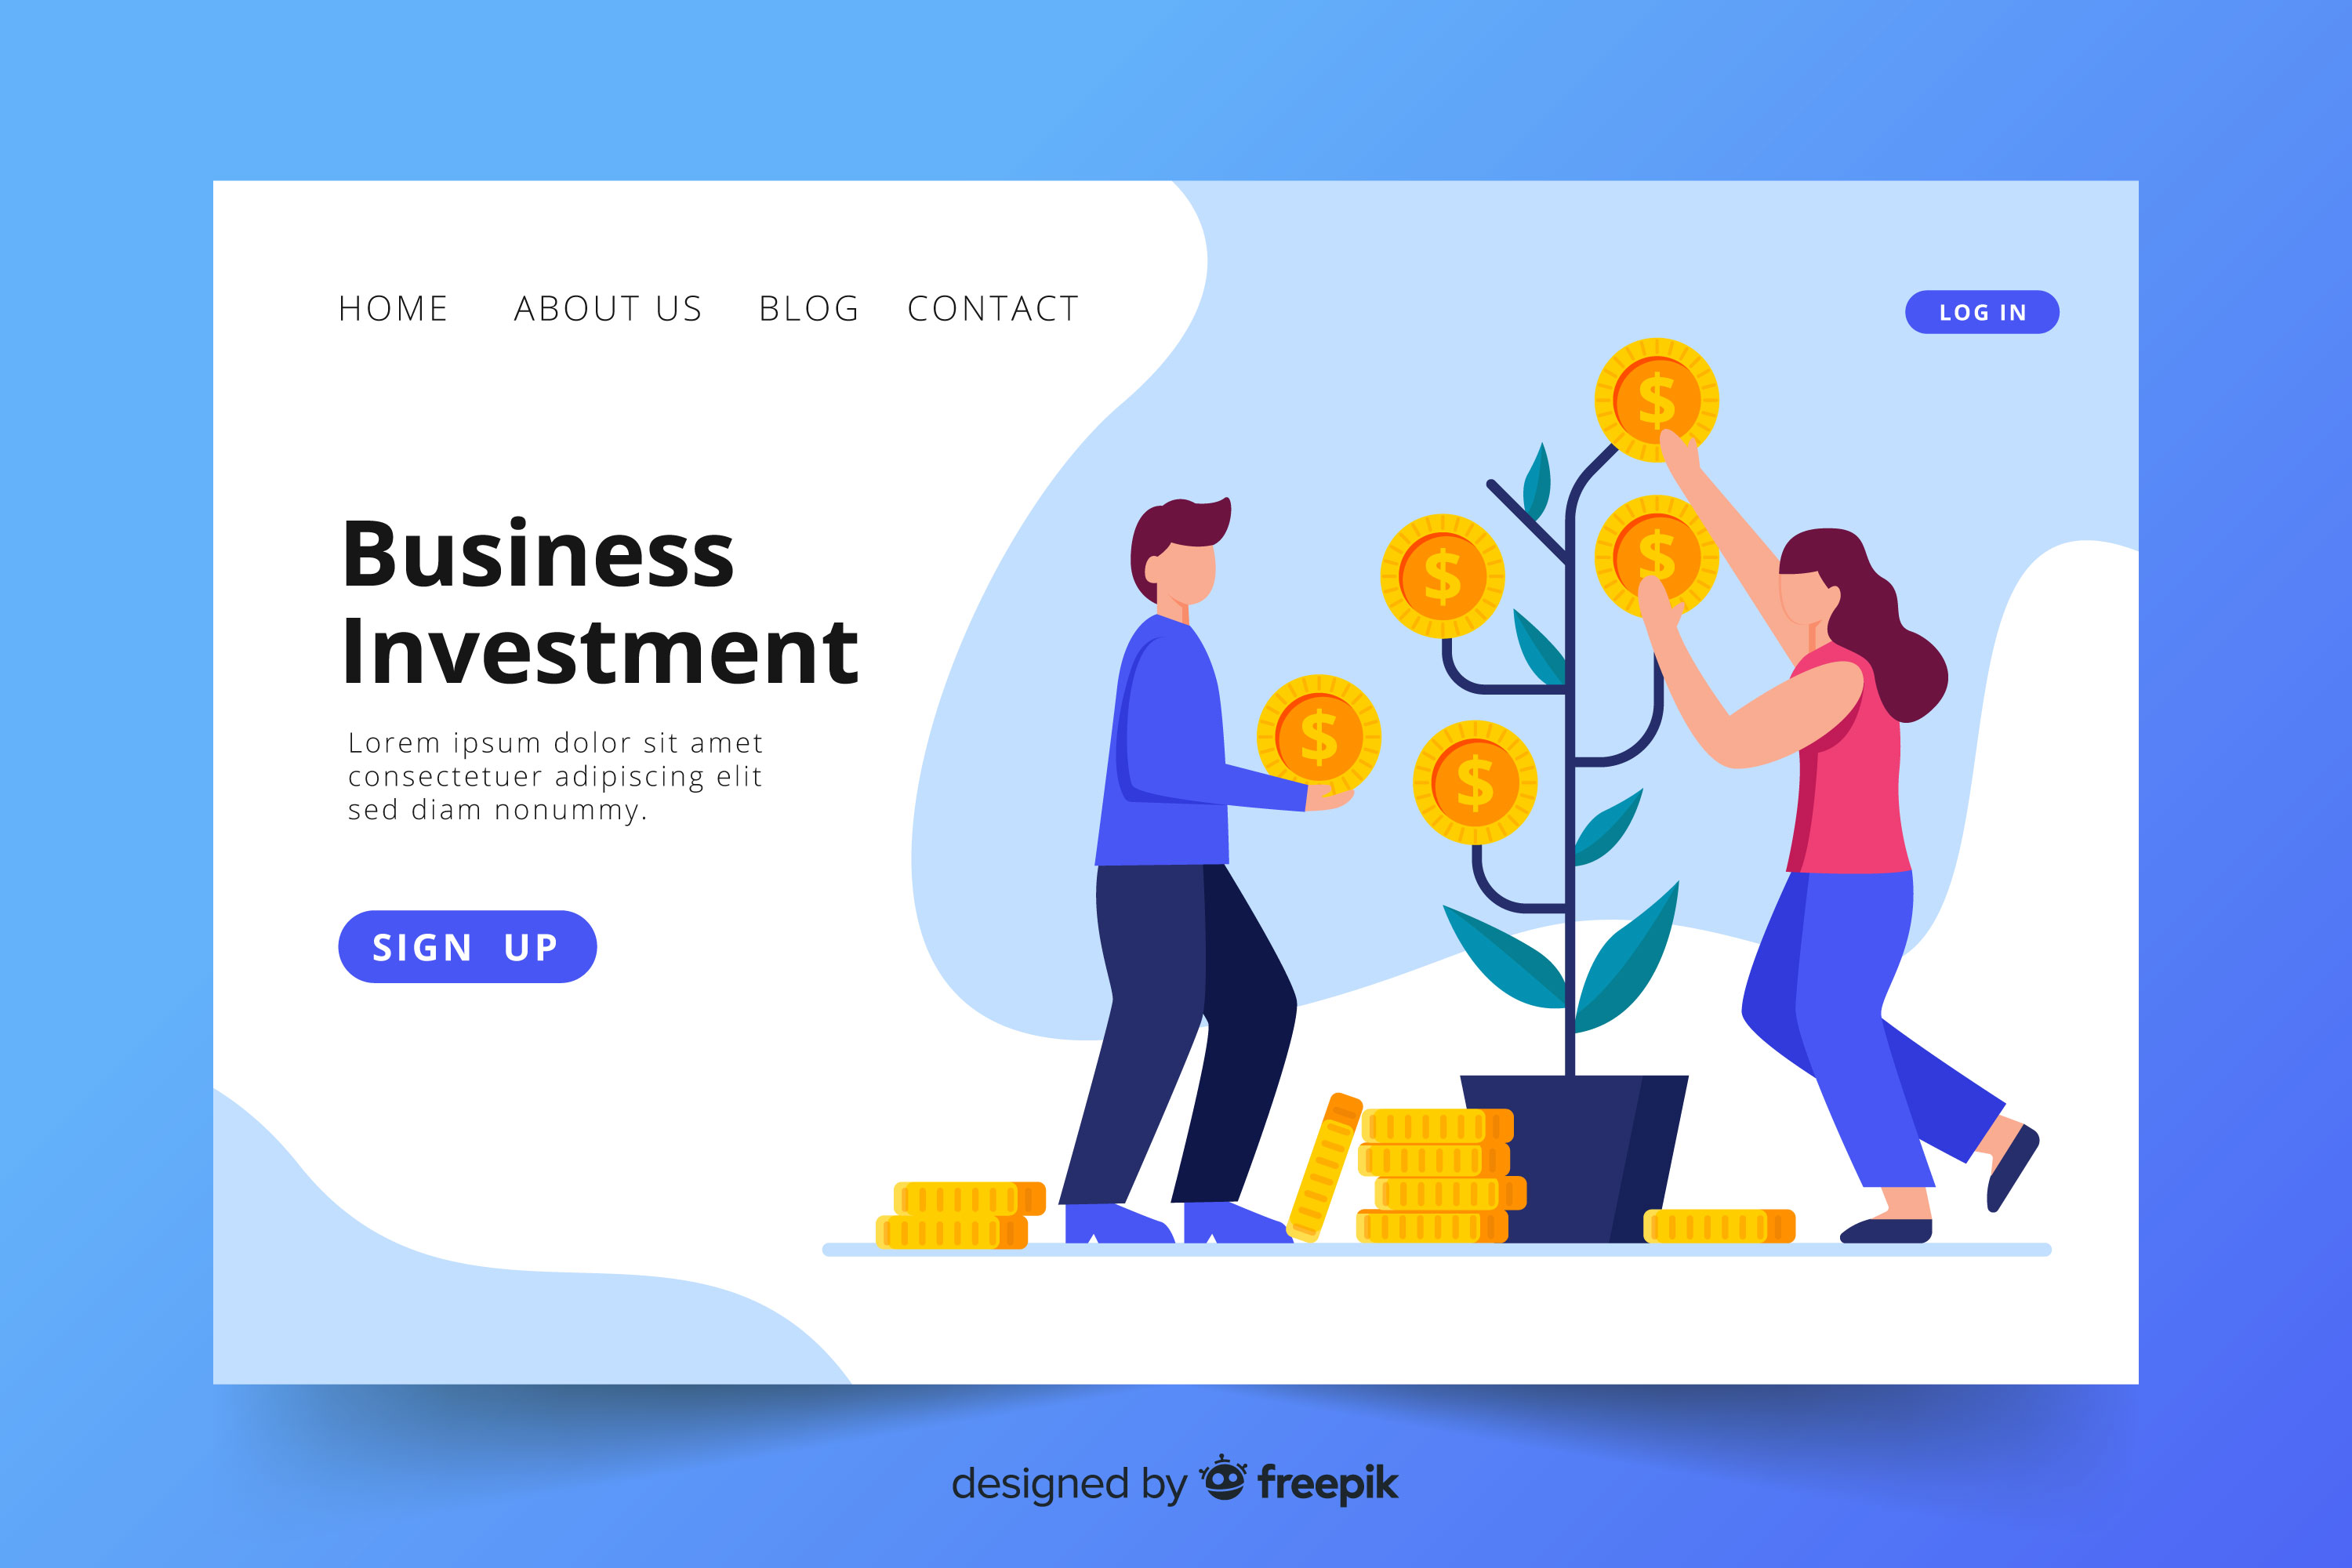 HOME ABOUT US BLOG CONTACT
LOG IN
Business
Investment
Lorem ipsum dolor sit amet
consectetuer adipiscing elit
sed diam nonummy.
SIGN UP
$
$
$
$
$
designed by freepik